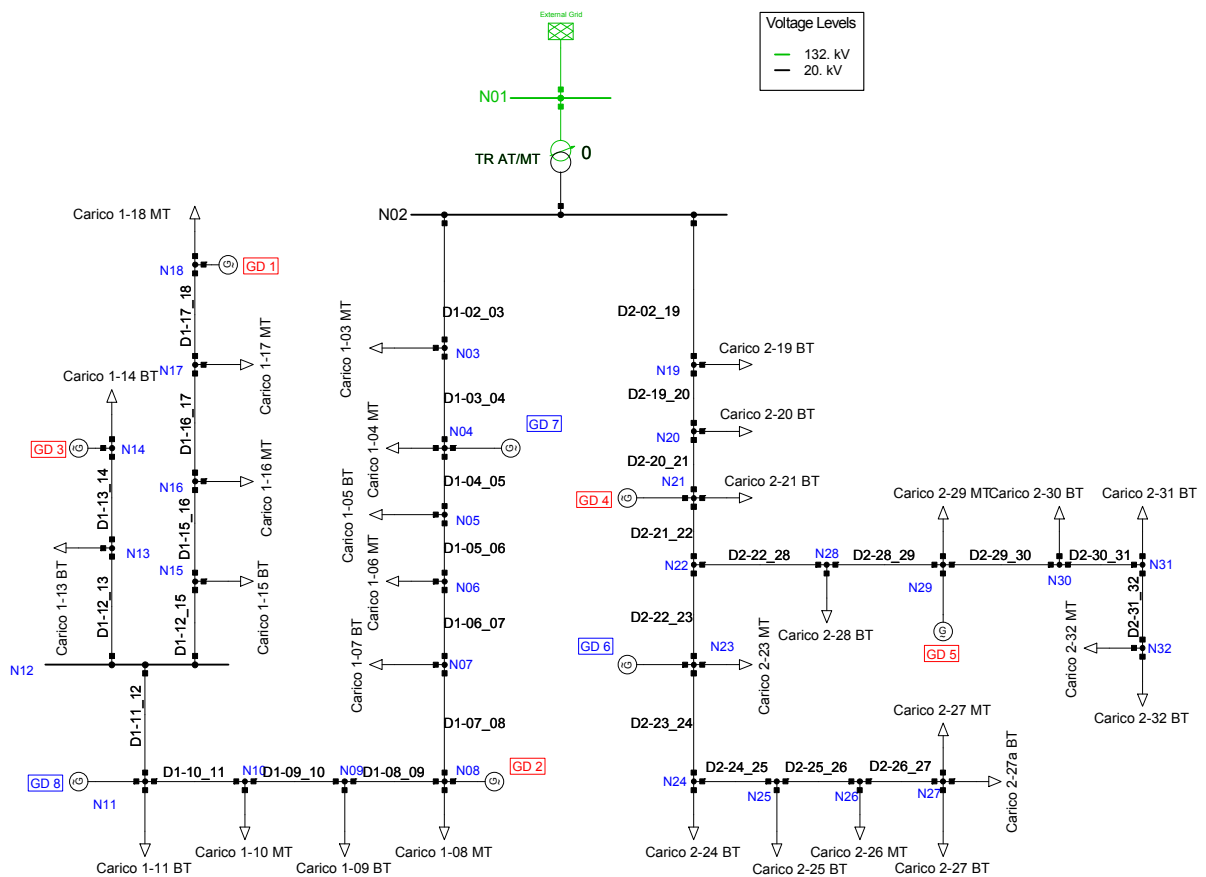 External Grid
Voltage Levels
132. kV
20. kV
N01
TR AT/MT
0
Carico 1-18 MT
N02
N18
GD 1
D1-17_18
D1-02_03
D2-02_19
Carico 1-03 MT
N03
Carico 1-17 MT
N17
Carico 2-19 BT
N19
Carico 1-14 BT
D1-03_04
D2-19_20
D1-16_17
Carico 1-04 MT
GD 7
Carico 2-20 BT
N04
N20
GD 3
N14
D2-20_21
Carico 1-16 MT
N16
D1-13_14
D1-04_05
N21
Carico 2-21 BT
GD 4
Carico 2-29 MT
Carico 2-30 BT
Carico 2-31 BT
Carico 1-05 BT
N05
D1-15_16
D2-21_22
D1-05_06
N13
D2-22_28
N28
D2-28_29
D2-29_30
D2-30_31
N31
N22
N15
Carico 1-15 BT
Carico 1-06 MT
N06
N29
N30
Carico 1-13 BT
D1-12_13
D1-12_15
D1-06_07
D2-22_23
D2-31_32
Carico 2-28 BT
Carico 2-23 MT
Carico 2-32 MT
GD 6
N23
GD 5
N32
Carico 1-07 BT
N07
N12
D1-11_12
D1-07_08
D2-23_24
Carico 2-27 MT
Carico 2-32 BT
GD 8
D1-10_11
N10
D1-09_10
N09
D1-08_09
N08
GD 2
N24
D2-24_25
D2-25_26
D2-26_27
Carico 2-27a BT
N11
N25
N26
N27
Carico 1-11 BT
Carico 1-10 MT
Carico 1-09 BT
Carico 1-08 MT
Carico 2-24 BT
Carico 2-25 BT
Carico 2-26 MT
Carico 2-27 BT
G~
G~
G~
G~
G~
G~
G~
G~